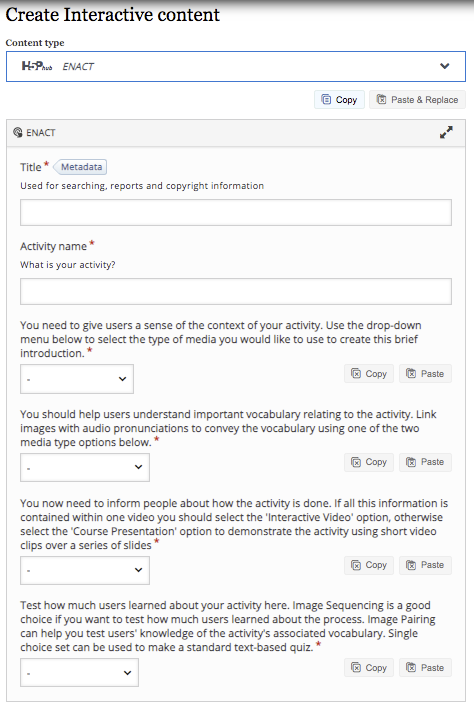 Create Interactive content
Content type
H5Phub ENACT
Copy Paste & Replace
ENACT
Title * Metadata
Used for searching, reports and copyright information
Activity name *
What is your activity?
You need to give users a sense of the context of your activity. Use the drop-down
menu below to select the type of media you would like to use to create this brief
introduction. *
- Copy Paste
You should help users understand important vocabulary relating to the activity. Link
images with audio pronunciations to convey the vocabulary using one of the two
media type options below. *
- Copy Paste
You now need to inform people about how the activity is done. If all this information is
contained within one video you should select the 'Interactive Video' option, otherwise
select the 'Course Presentation' option to demonstrate the activity using short video
clips over a series of slides *
- Copy Paste
Test how much users learned about your activity here. Image Sequencing is a good
choice if you want to test how much users learned about the process. Image Pairing
can help you test users' knowledge of the activity's associated vocabulary. Single
choice set can be used to make a standard text-based quiz. *
- Copy Paste